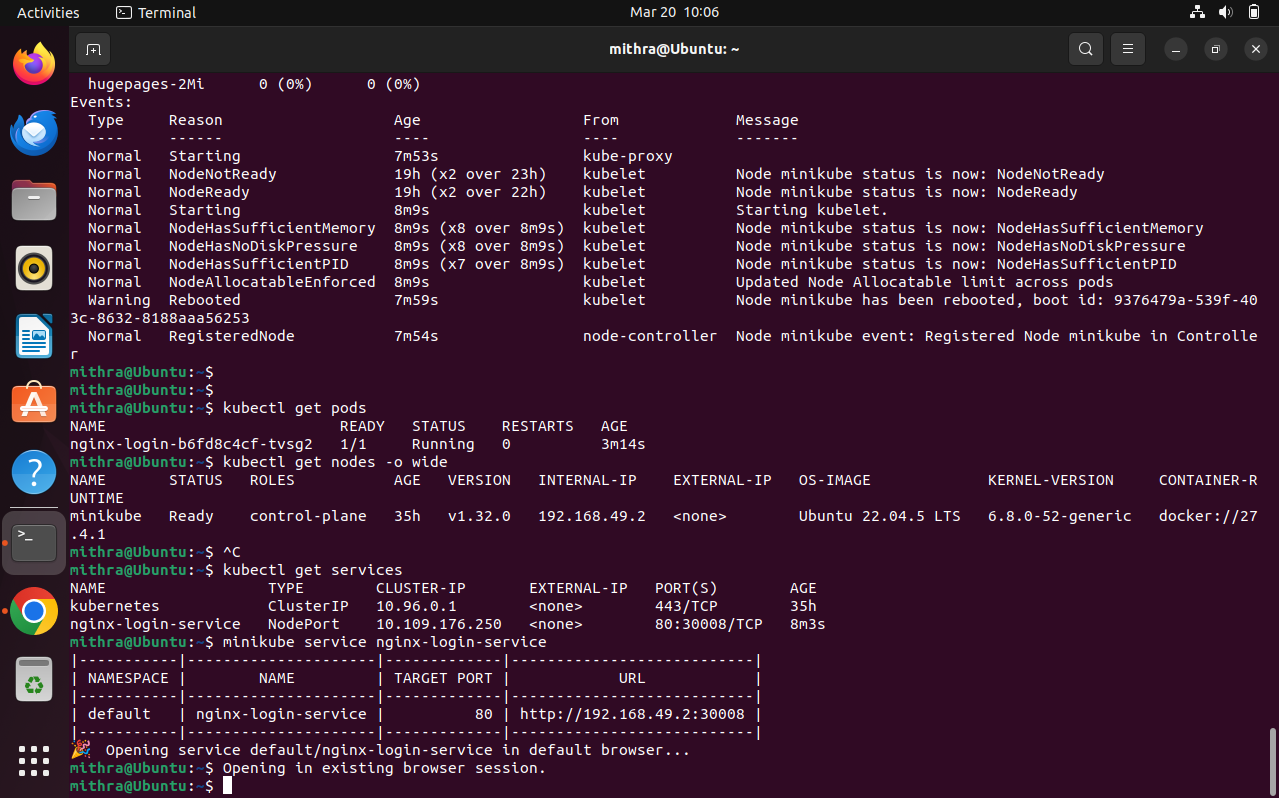 Activities Terminal Mar 20 10:06
mithra@Ubuntu: ~
hugepages-2Mi 0 (0%) 0 (0%)
Events:
Type Reason Age From Message
---- ------ ---- ---- -------
Normal Starting 7m53s kube-proxy
Normal NodeNotReady 19h (x2 over 23h) kubelet Node minikube status is now: NodeNotReady
Normal NodeReady 19h (x2 over 22h) kubelet Node minikube status is now: NodeReady
Normal Starting 8m9s kubelet Starting kubelet.
Normal NodeHasSufficientMemory 8m9s (x8 over 8m9s) kubelet Node minikube status is now: NodeHasSufficientMemory
Normal NodeHasNoDiskPressure 8m9s (x8 over 8m9s) kubelet Node minikube status is now: NodeHasNoDiskPressure
Normal NodeHasSufficientPID 8m9s (x7 over 8m9s) kubelet Node minikube status is now: NodeHasSufficientPID
Normal NodeAllocatableEnforced 8m9s kubelet Updated Node Allocatable limit across pods
Warning Rebooted 7m59s kubelet Node minikube has been rebooted, boot id: 9376479a-539f-40
3c-8632-8188aaa56253
Normal RegisteredNode 7m54s node-controller Node minikube event: Registered Node minikube in Controlle
r
mithra@Ubuntu:~$
mithra@Ubuntu:~$
mithra@Ubuntu:~$ kubectl get pods
NAME READY STATUS RESTARTS AGE
nginx-login-b6fd8c4cf-tvsg2 1/1 Running 0 3m14s
mithra@Ubuntu:~$ kubectl get nodes -o wide
NAME STATUS ROLES AGE VERSION INTERNAL-IP EXTERNAL-IP OS-IMAGE KERNEL-VERSION CONTAINER-R
UNTIME
minikube Ready control-plane 35h v1.32.0 192.168.49.2 <none> Ubuntu 22.04.5 LTS 6.8.0-52-generic docker://27
.4.1
mithra@Ubuntu:~$ ^C
mithra@Ubuntu:~$ kubectl get services
NAME TYPE CLUSTER-IP EXTERNAL-IP PORT(S) AGE
kubernetes ClusterIP 10.96.0.1 <none> 443/TCP 35h
nginx-login-service NodePort 10.109.176.250 <none> 80:30008/TCP 8m3s
mithra@Ubuntu:~$ minikube service nginx-login-service
|-----------|---------------------|-------------|---------------------------|
| NAMESPACE | NAME | TARGET PORT | URL |
|-----------|---------------------|-------------|---------------------------|
| default | nginx-login-service | 80 | http://192.168.49.2:30008 |
|-----------|---------------------|-------------|---------------------------|
🎉 Opening service default/nginx-login-service in default browser...
mithra@Ubuntu:~$ Opening in existing browser session.
mithra@Ubuntu:~$